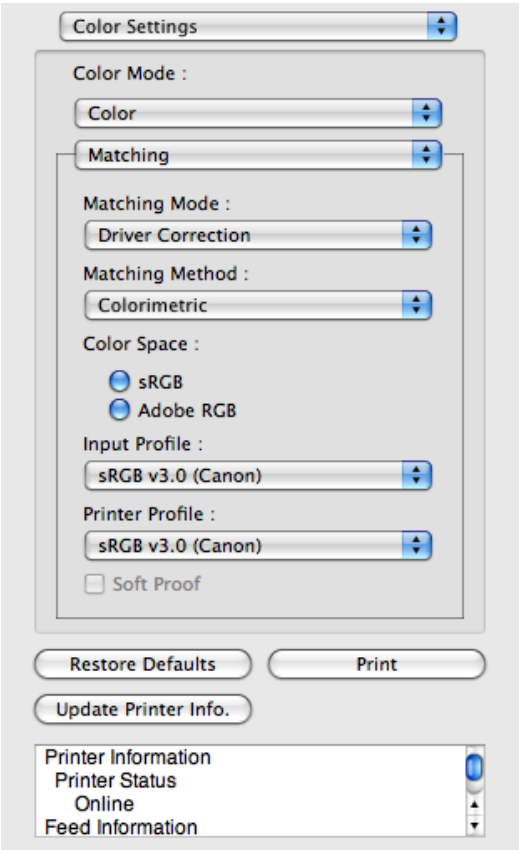 Color Settings
Color Mode :
Color
Matching
Matching Mode :
Driver Correction
Matching Method :
Colorimetric
Color Space :
sRGB
Adobe RGB
Input Profile :
sRGB v3.0 (Canon)
Printer Profile :
sRGB v3.0 (Canon)
Soft Proof
Restore Defaults Print
Update Printer Info.
Printer Information
Printer Status
Online
Feed Information